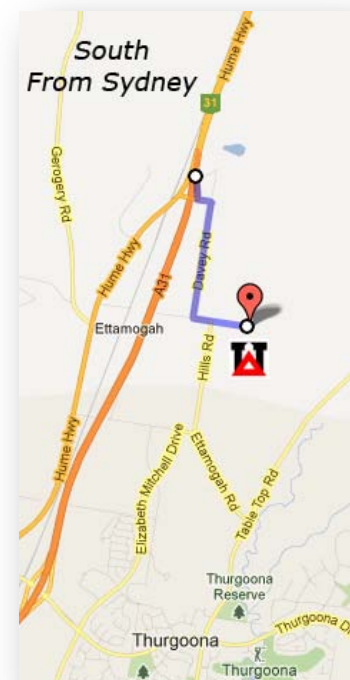 South
From Sydney
Hume Hwy
31
Gerogery Rd
Hume Hwy
A31
Davey Rd
Ettamogah
Hills Rd
Hume Hwy
Elizabeth Mitchell Drive
Ettamogah Rd
Table Top Rd
Thurgoona
Reserve
Thurgoona
Thurgoona Dr
Thurgoona